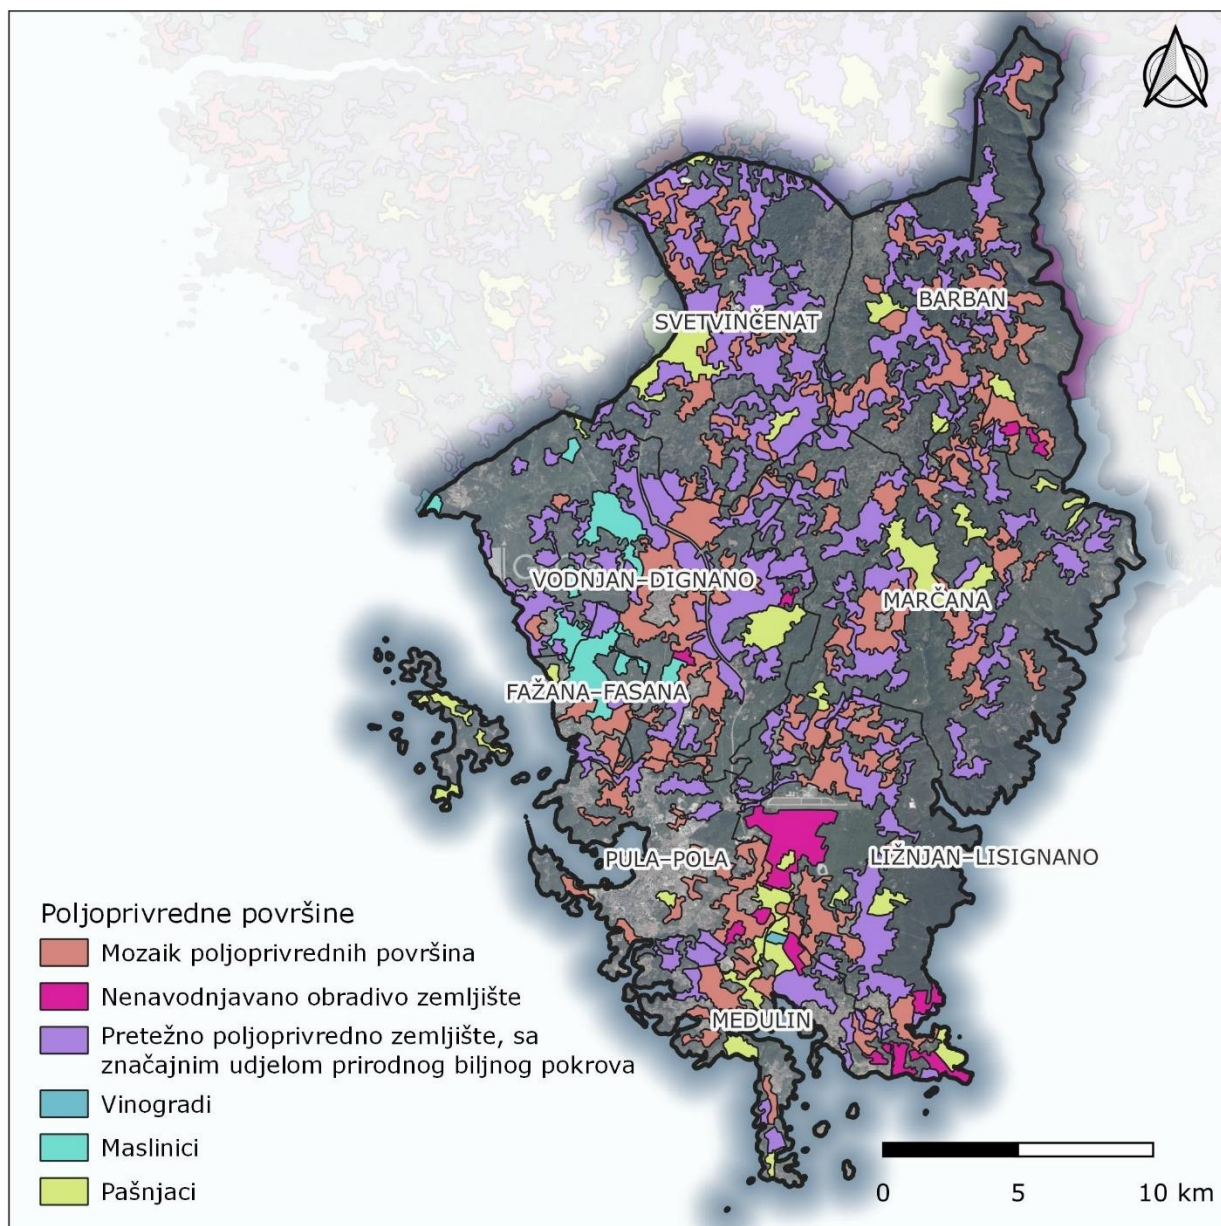 BARBAN
SVETVINČENAT
VODNJAN–DIGNANO
MARČANA
FAŽANA–FASANA
PULA–POLA
LIŽNJAN–LISIGNANO
MEDULIN
Poljoprivredne površine
Mozaik poljoprivrednih površina
Nenavodnjavano obradivo zemljište
Pretežno poljoprivredno zemljište, sa
značajnim udjelom prirodnog biljnog pokrova
Vinogradi
Maslinici
Pašnjaci
0 5 10 km